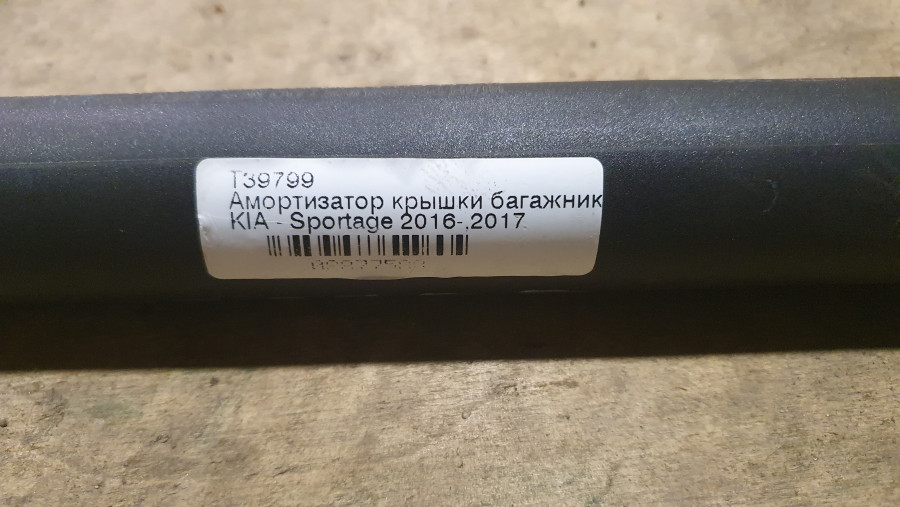 T39799
Амортизатор крышки багажник
KIA - Sportage 2016-.2017